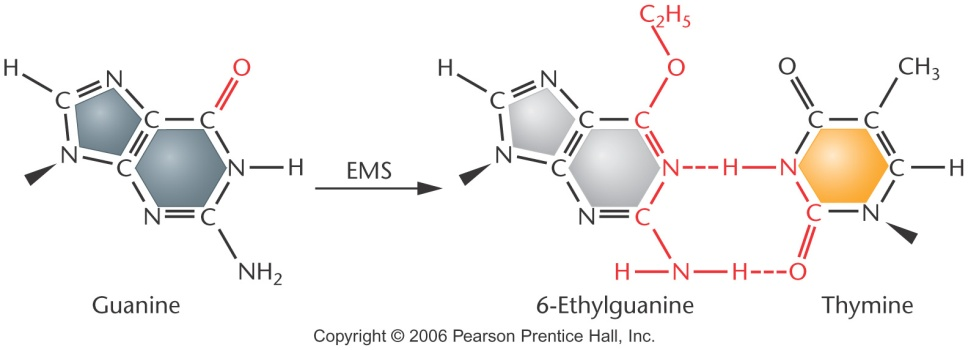 C₂H₅
H N O O O CH₃
C C C C C C
N C N H EMS N C N H N C H
N C N C C N
NH₂ H N H O
Guanine 6-Ethylguanine Thymine
Copyright © 2006 Pearson Prentice Hall, Inc.